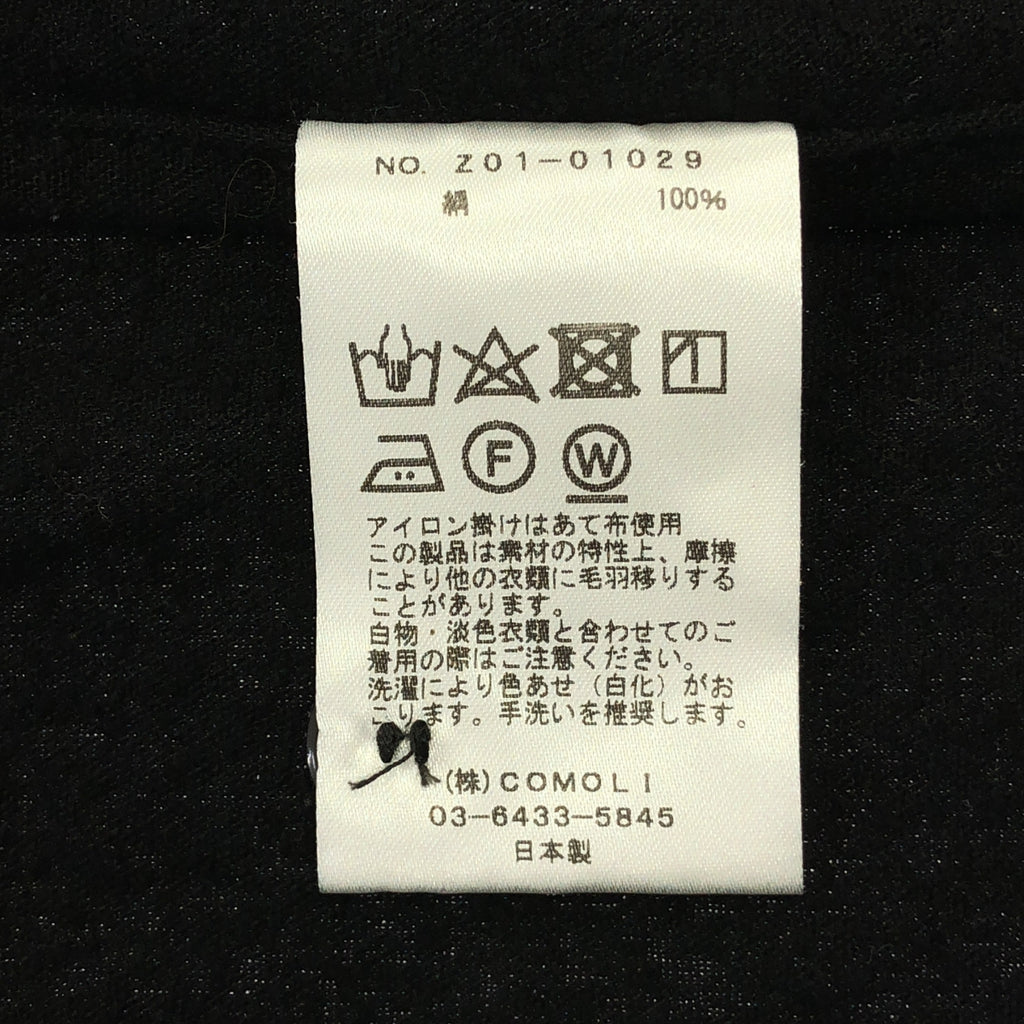 NO. Z01-01029
絹 100%
F W
アイロン掛けはあて布使用
この製品は素材の特性上、摩擦
により他の衣類に毛羽移りする
ことがあります。
白物・淡色衣類と合わせてのご
着用の際はご注意ください。
洗濯により色あせ（白化）がお
こります。手洗いを推奨します。
(株)COMOLI
03-6433-5845
日本製